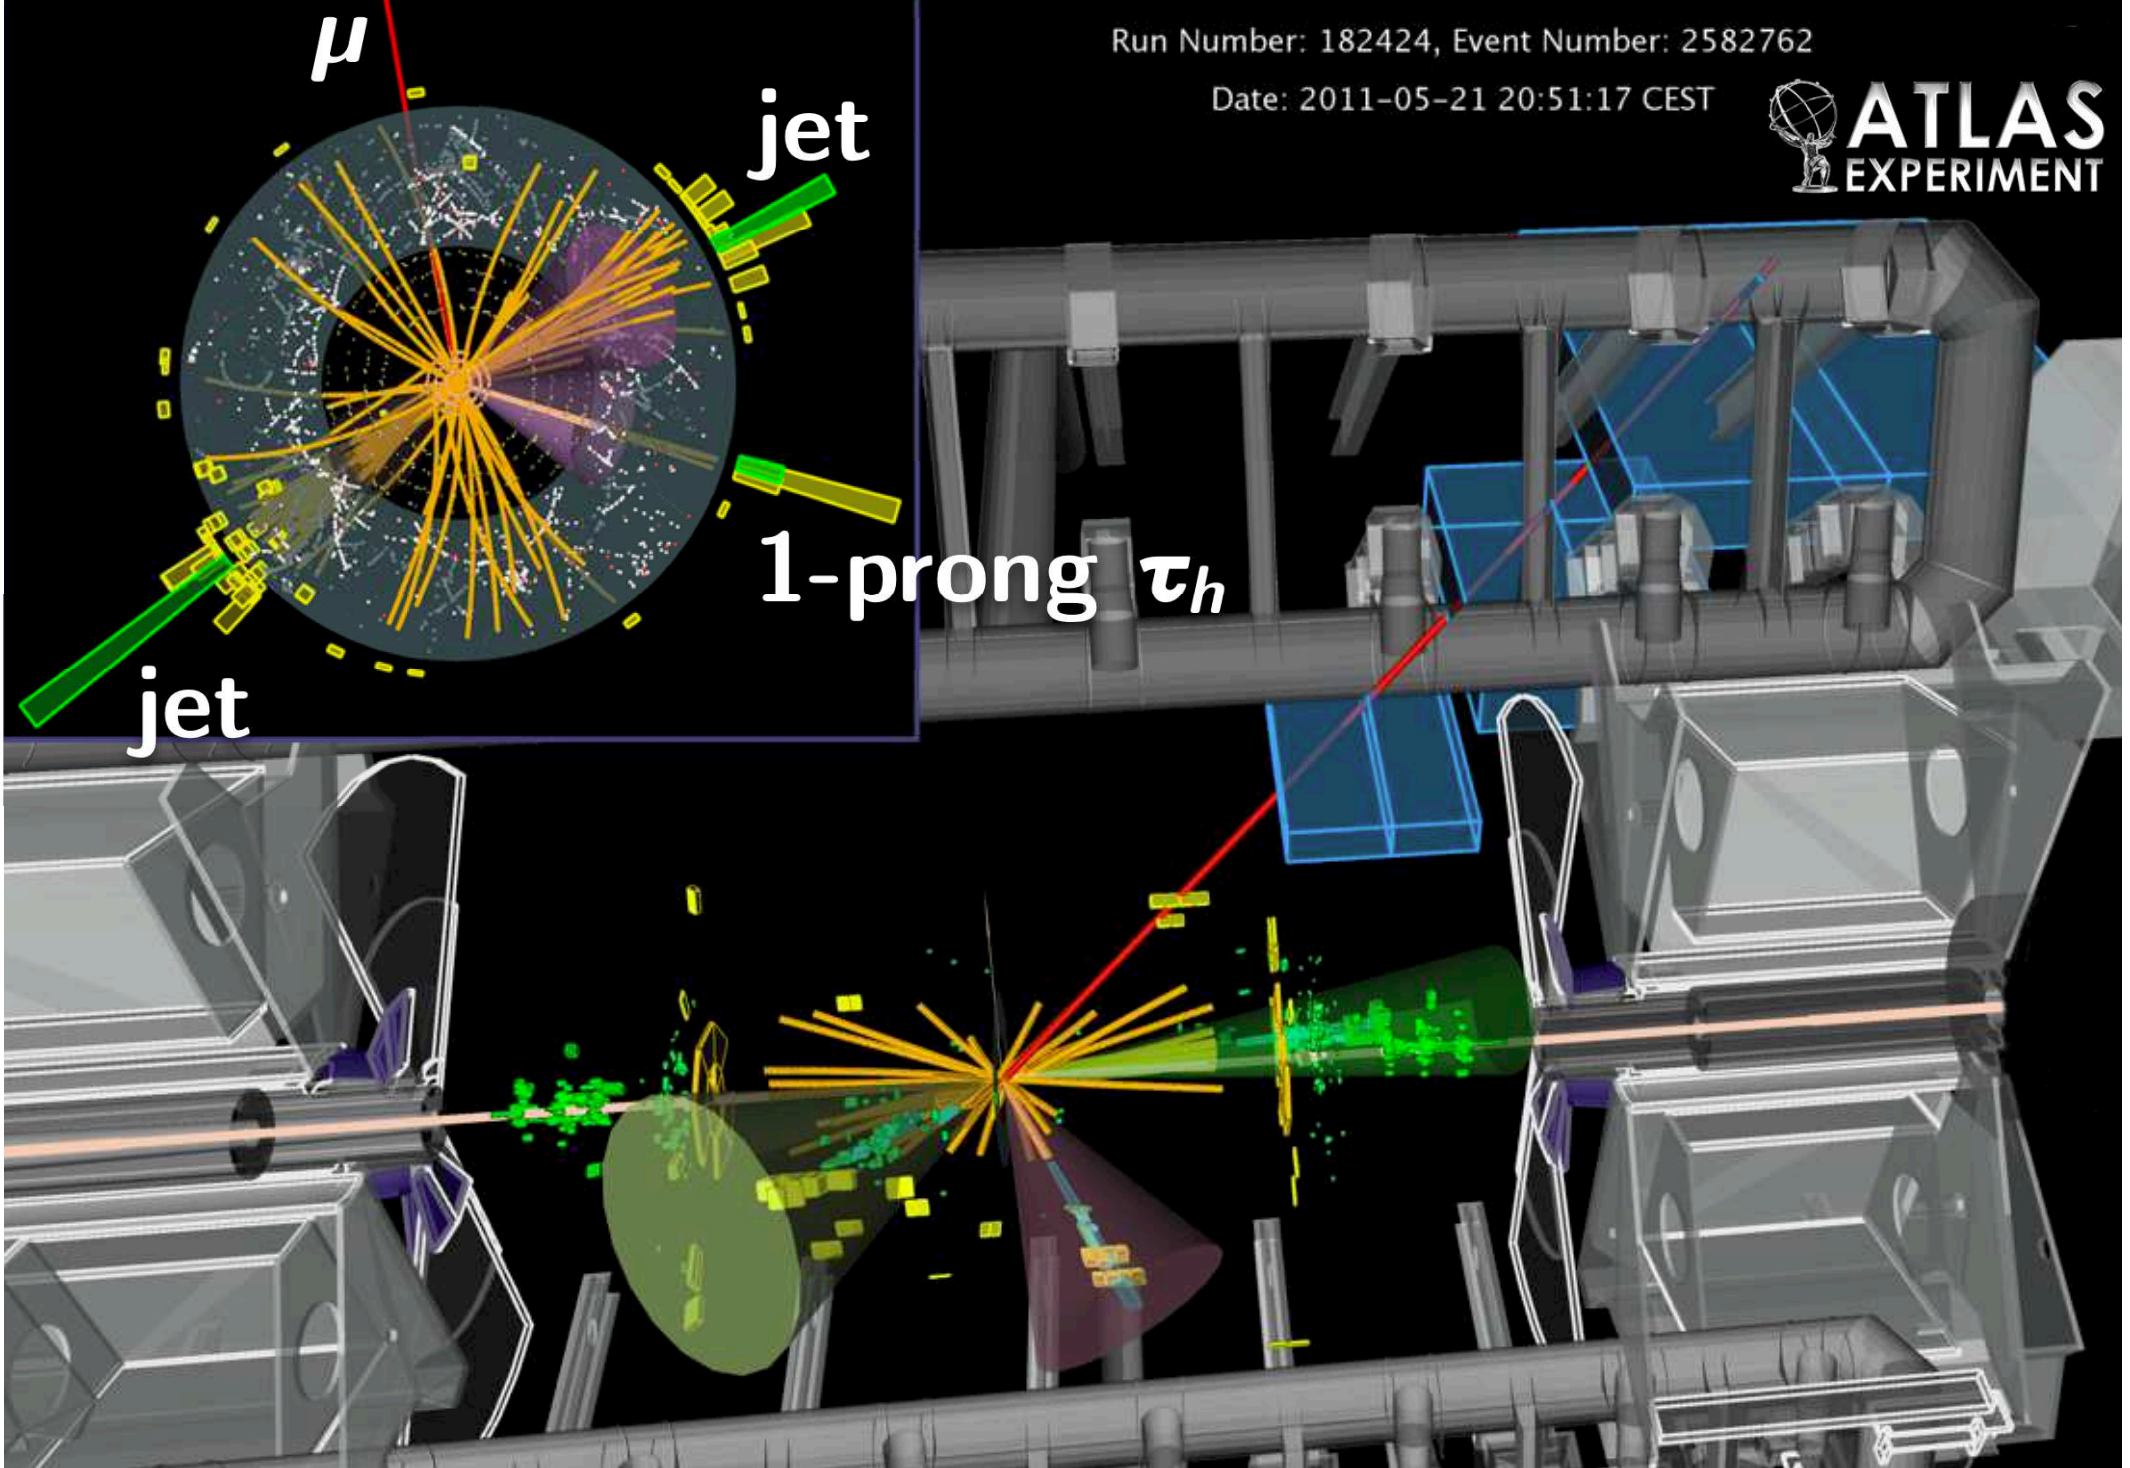 μ
jet
Run Number: 182424, Event Number: 2582762
Date: 2011-05-21 20:51:17 CEST
ATLAS
EXPERIMENT
1-prong τh
jet